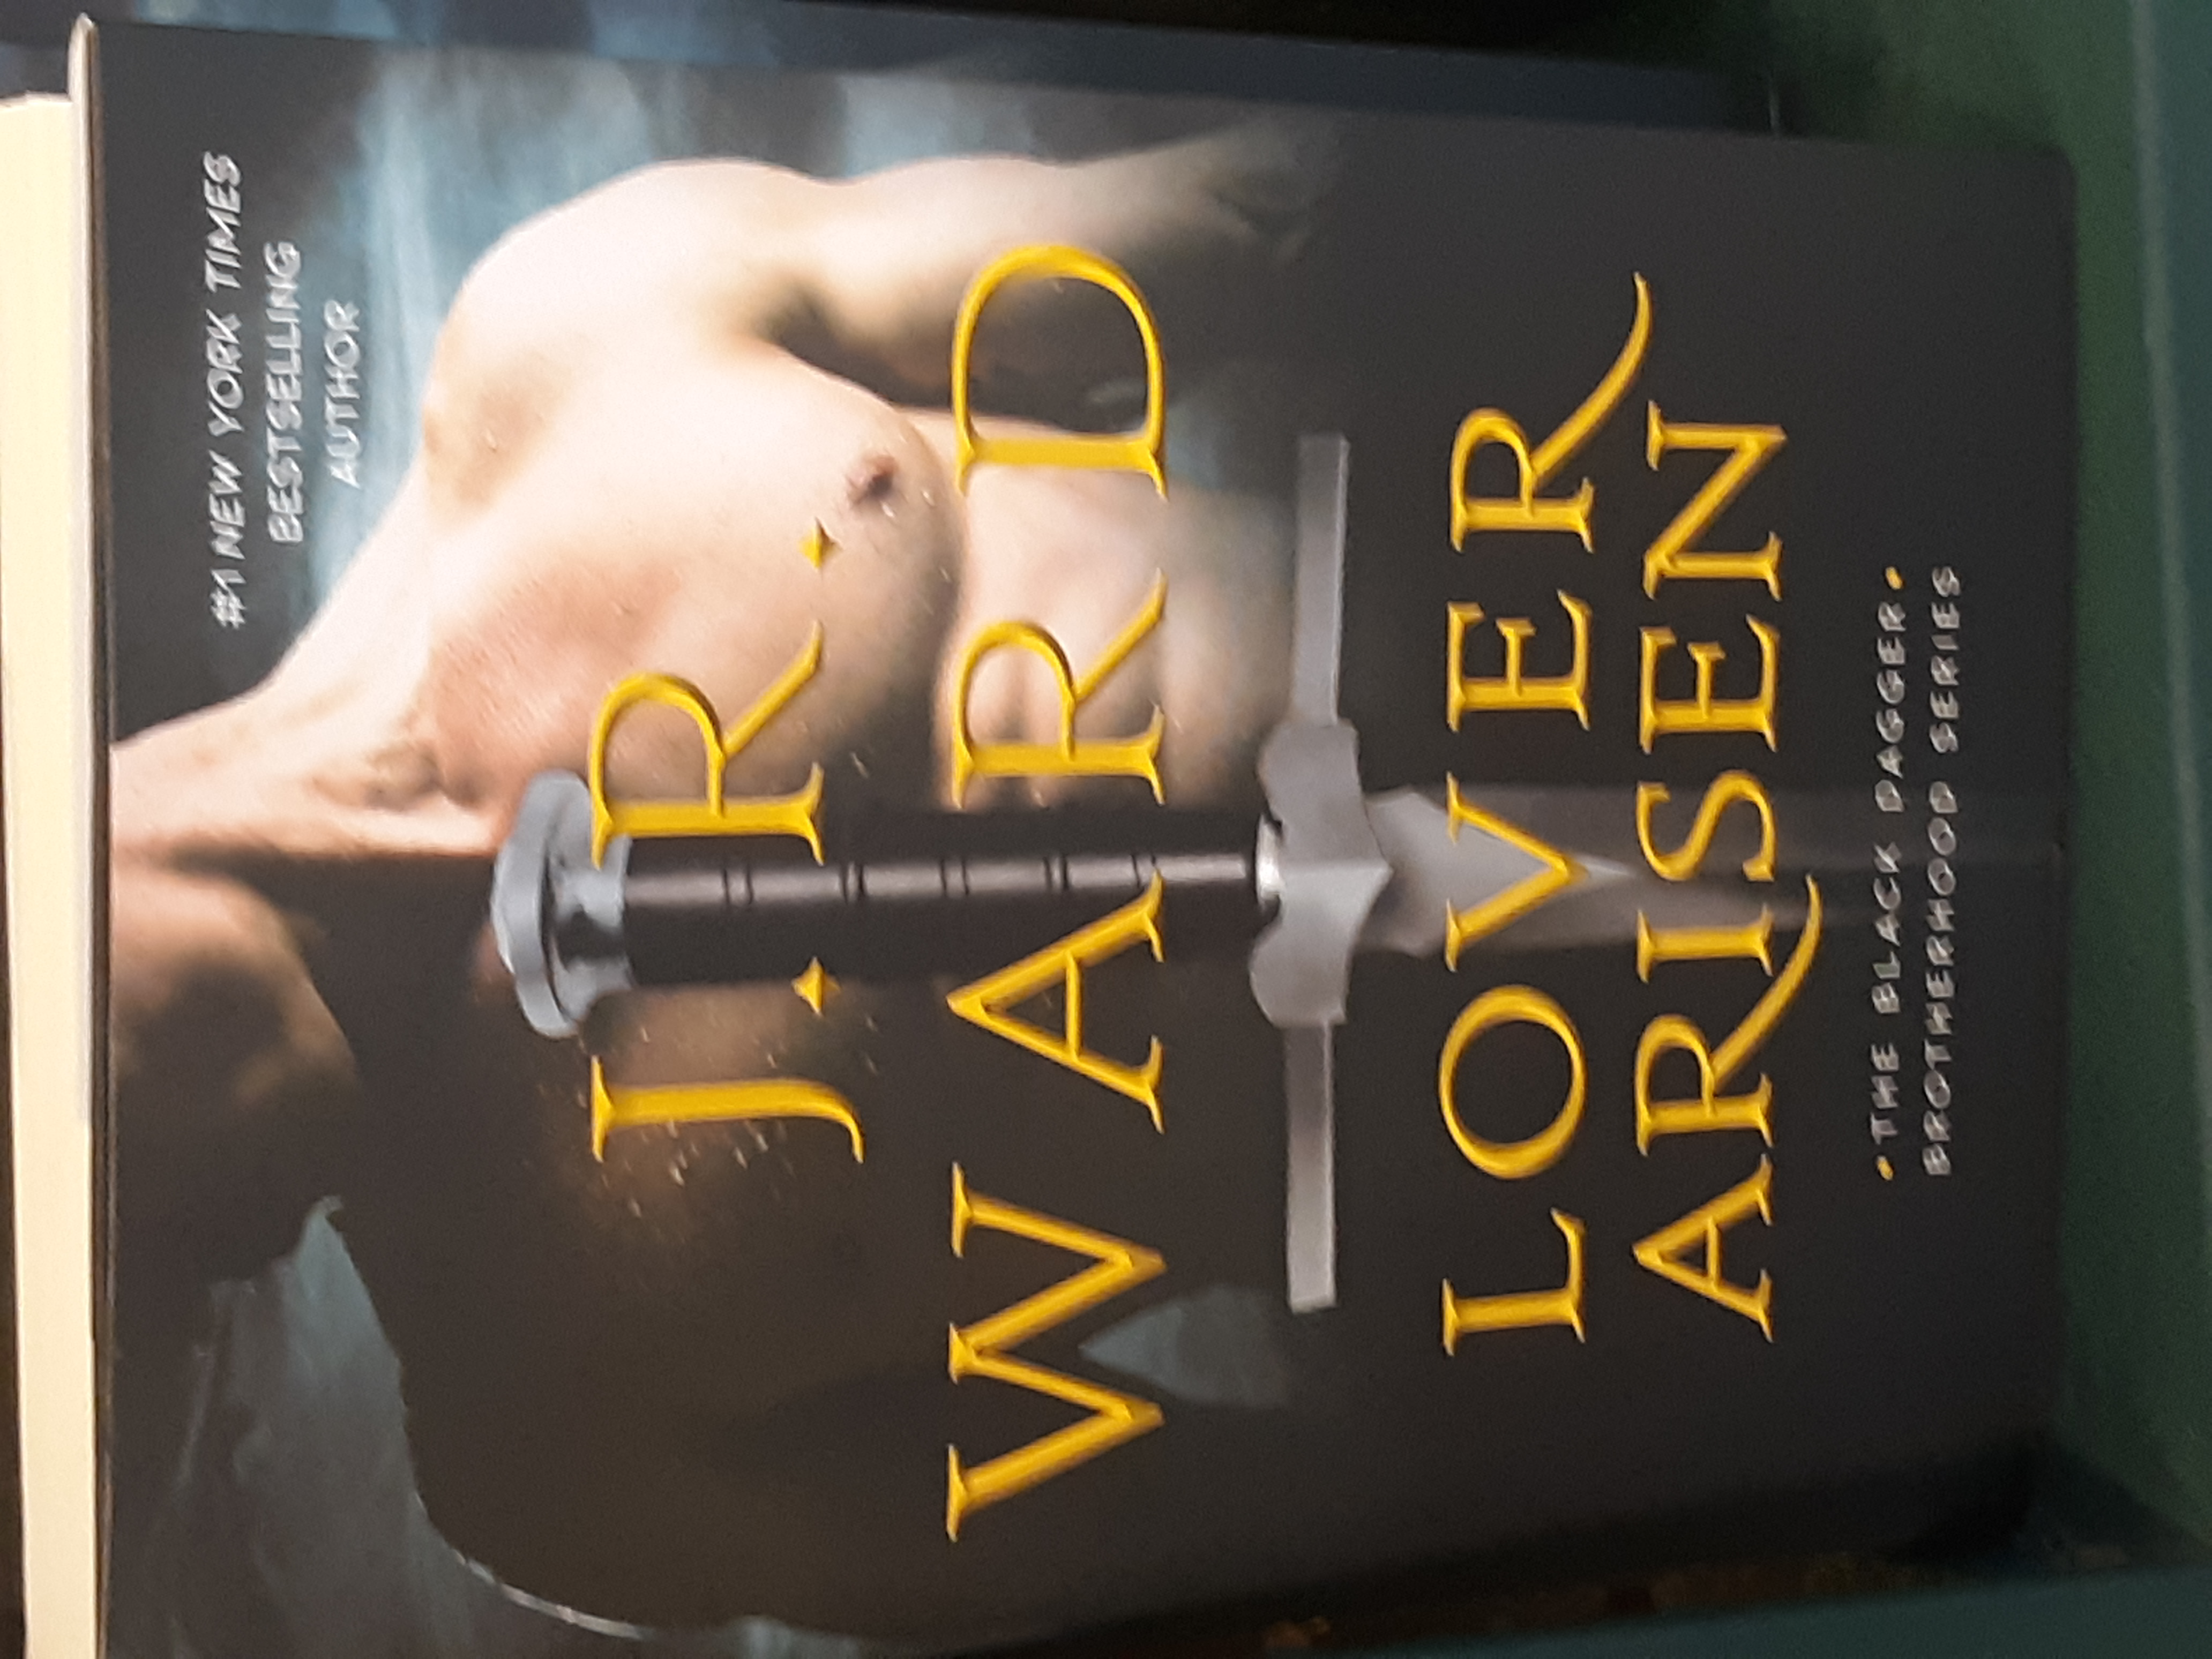 #1 NEW YORK TIMES
BESTSELLING
AUTHOR
J. R.
WARD
LOVER
ARISEN
• THE BLACK DAGGER •
BROTHERHOOD SERIES